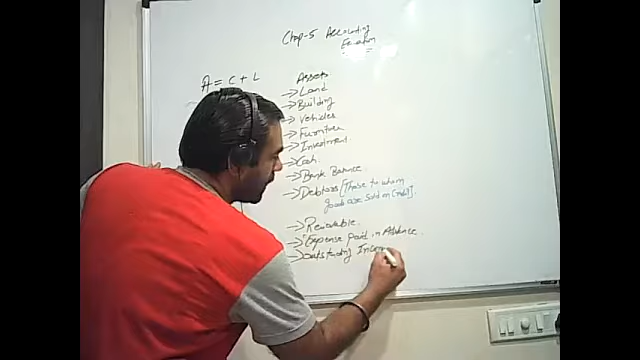 Chap-5 Accounting
Equation
A = C + L
Assets
→ Land
→ Building
→ Vehicles
→ Furniture
→ Investment
→ Cash.
→ Bank Balance
→ Debtors [Those to whom
goods are sold on credit].
→ Receivable.
→ Expense Paid in Advance.
→ Outstanding Incom